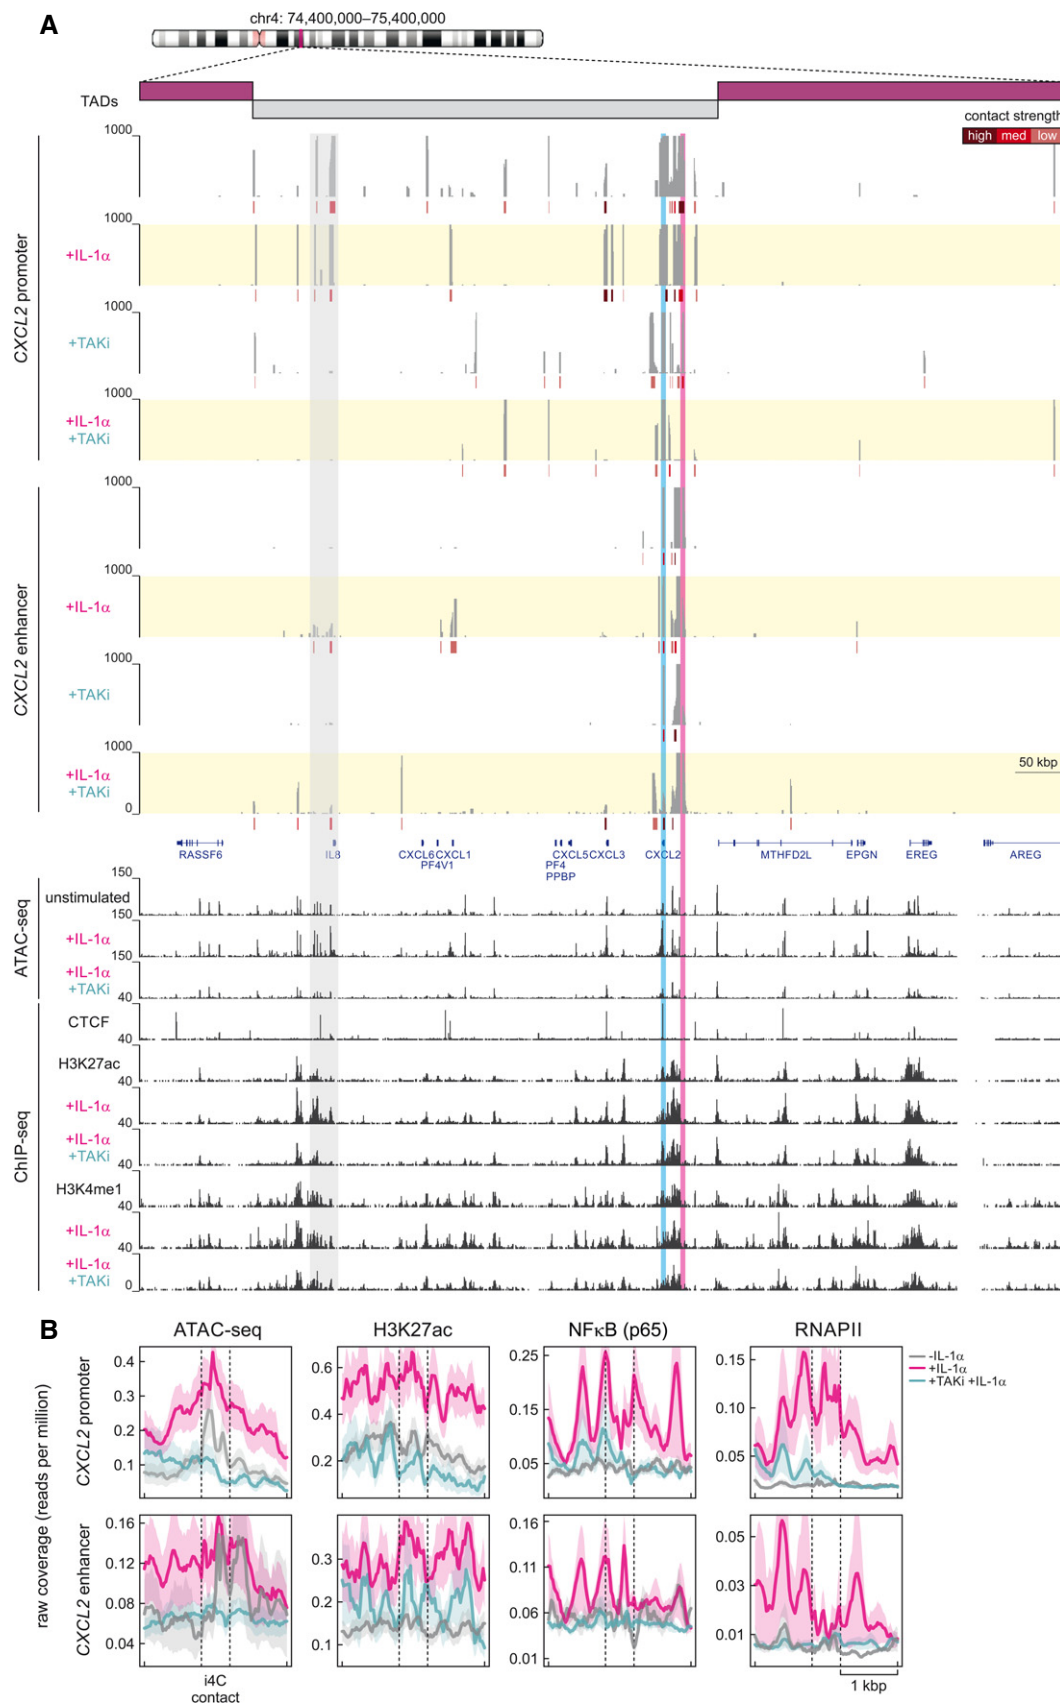 A
chr4: 74,400,000–75,400,000
TADs
contact strength
high med low
CXCL2 promoter
1000
1000
+IL-1α
1000
+TAKi
1000
+IL-1α
+TAKi
CXCL2 enhancer
1000
1000
+IL-1α
1000
+TAKi
1000
+IL-1α
+TAKi
0
50 kbp
RASSF6 IL8 CXCL6 CXCL1 CXCL5 CXCL3 CXCL2 MTHFD2L EPGN EREG AREG
PF4V1 PF4
PPBP
ATAC-seq
150
unstimulated
150
+IL-1α
150
+IL-1α
+TAKi
ChIP-seq
40
CTCF
40
H3K27ac
40
+IL-1α
40
+IL-1α
+TAKi
40
H3K4me1
+IL-1α
40
+IL-1α
+TAKi
0
B
ATAC-seq H3K27ac NFκB (p65) RNAPII
-IL-1α
+IL-1α
+TAKi +IL-1α
raw coverage (reads per million)
CXCL2 promoter
0.4
0.3
0.2
0.1
0.6
0.4
0.2
0.25
0.15
0.05
0.15
0.10
0.05
CXCL2 enhancer
0.16
0.12
0.08
0.04
0.3
0.2
0.1
0.16
0.11
0.06
0.01
0.05
0.03
0.01
i4C
contact
1 kbp